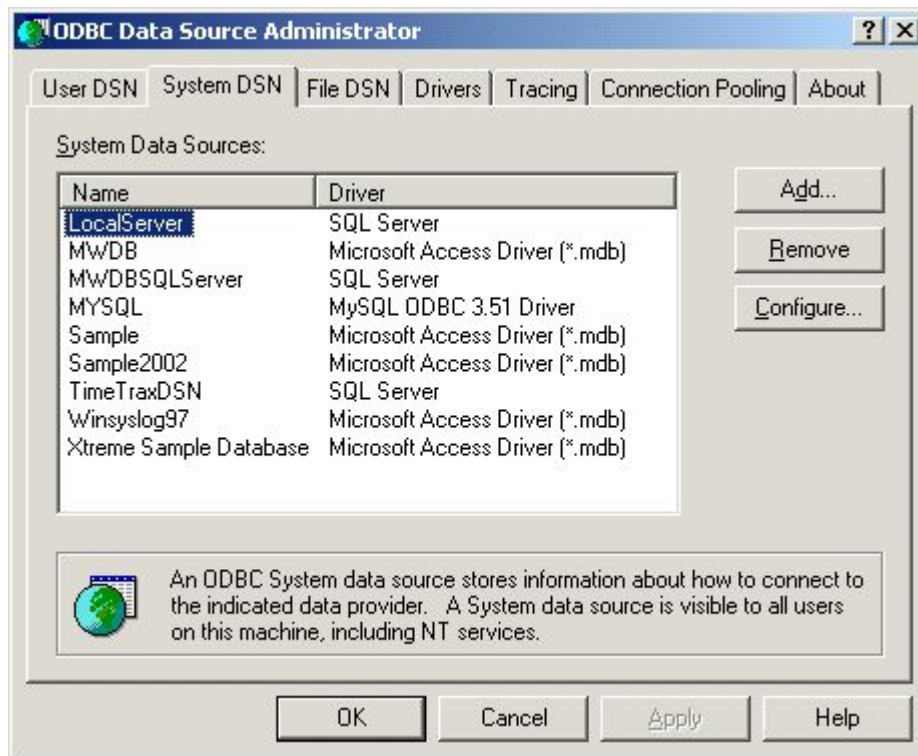 ODBC Data Source Administrator
User DSN System DSN File DSN Drivers Tracing Connection Pooling About
System Data Sources:
Name Driver
LocalServer SQL Server
MWDB Microsoft Access Driver (*.mdb)
MWDBSQLServer SQL Server
MYSQL MySQL ODBC 3.51 Driver
Sample Microsoft Access Driver (*.mdb)
Sample2002 Microsoft Access Driver (*.mdb)
TimeTraxDSN SQL Server
Winsyslog97 Microsoft Access Driver (*.mdb)
Xtreme Sample Database Microsoft Access Driver (*.mdb)
Add...
Remove
Configure...
An ODBC System data source stores information about how to connect to
the indicated data provider. A System data source is visible to all users
on this machine, including NT services.
OK Cancel Apply Help